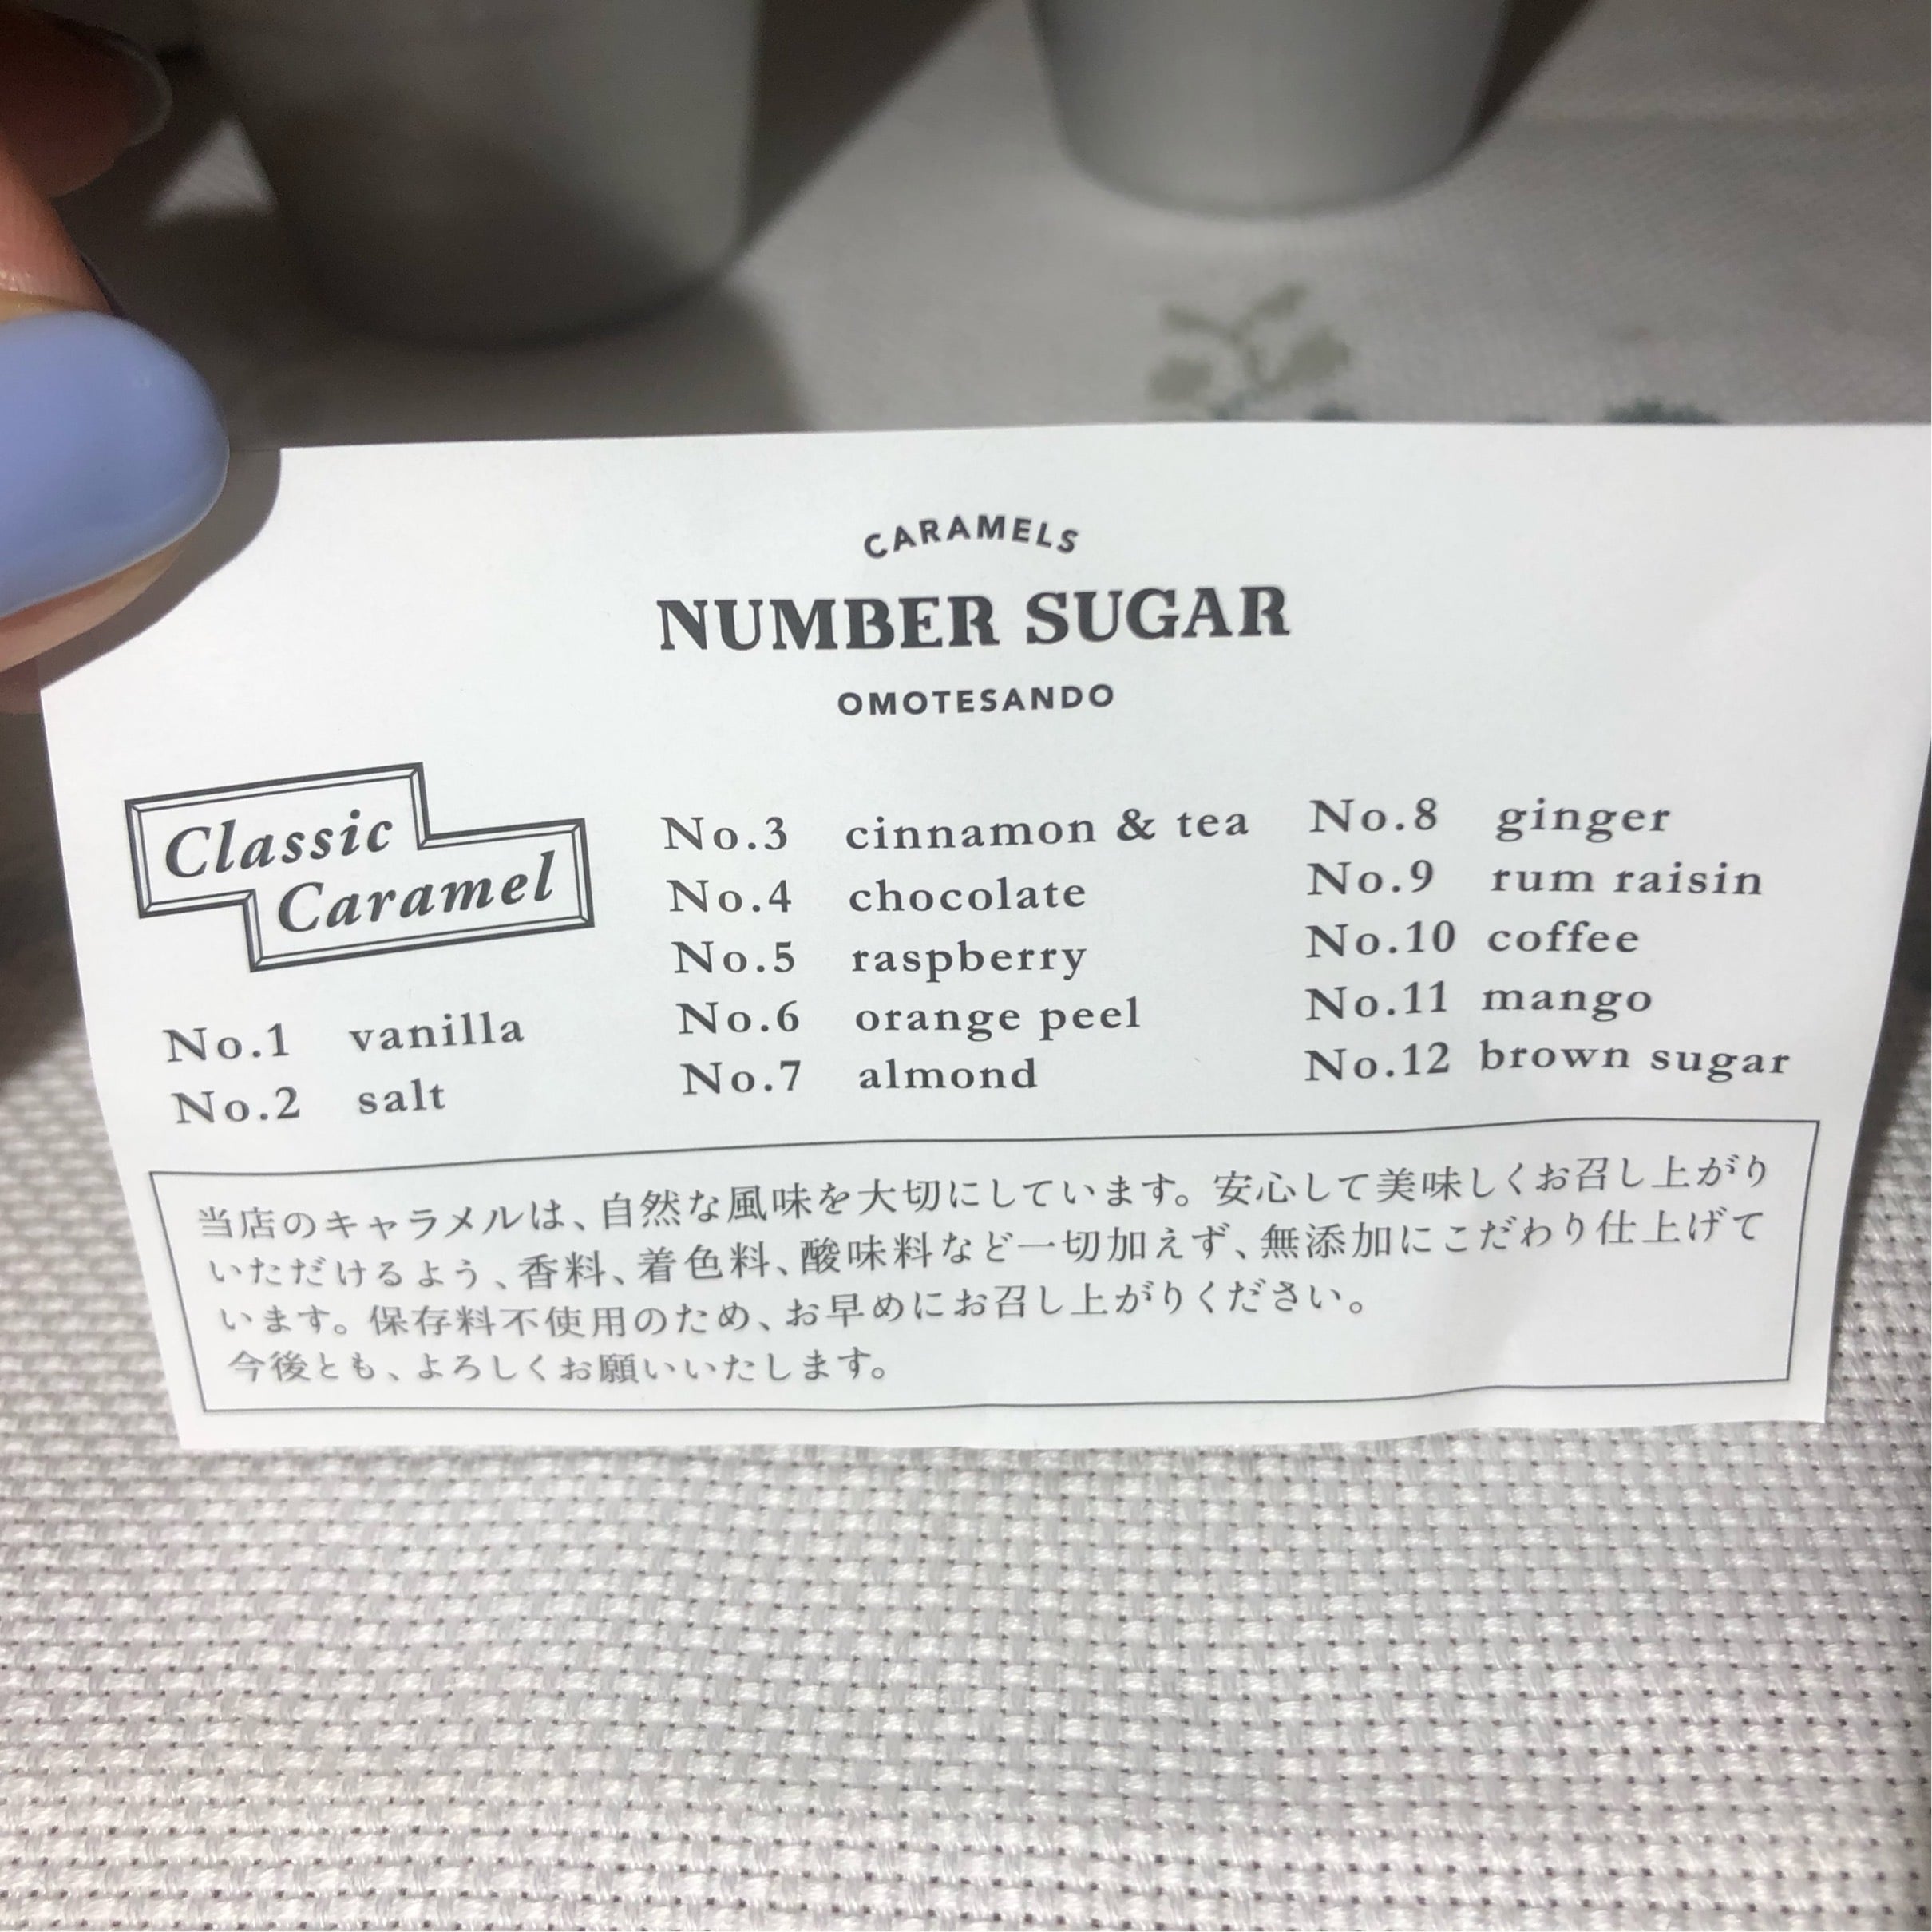 CARAMELS
NUMBER SUGAR
OMOTESANDO
Classic
Caramel
No.1 vanilla
No.2 salt
No.3 cinnamon & tea
No.4 chocolate
No.5 raspberry
No.6 orange peel
No.7 almond
No.8 ginger
No.9 rum raisin
No.10 coffee
No.11 mango
No.12 brown sugar
当店のキャラメルは、自然な風味を大切にしています。安心して美味しくお召し上がり
いただけるよう、香料、着色料、酸味料など一切加えず、無添加にこだわり仕上げて
います。保存料不使用のため、お早めにお召し上がりください。
今後とも、よろしくお願いいたします。